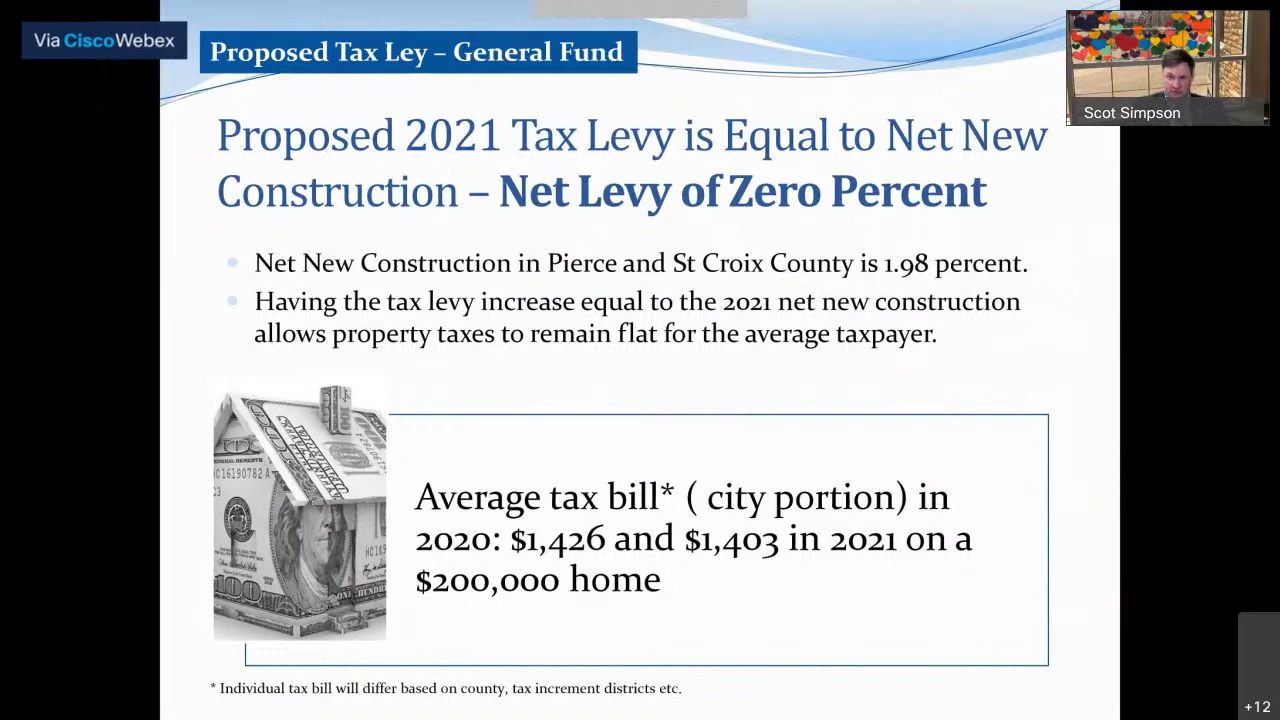 Via Cisco Webex
Proposed Tax Ley – General Fund
Scot Simpson
Proposed 2021 Tax Levy is Equal to Net New
Construction – Net Levy of Zero Percent
Net New Construction in Pierce and St Croix County is 1.98 percent.
Having the tax levy increase equal to the 2021 net new construction
allows property taxes to remain flat for the average taxpayer.
Average tax bill* ( city portion) in
2020: $1,426 and $1,403 in 2021 on a
$200,000 home
* Individual tax bill will differ based on county, tax increment districts etc.
+12